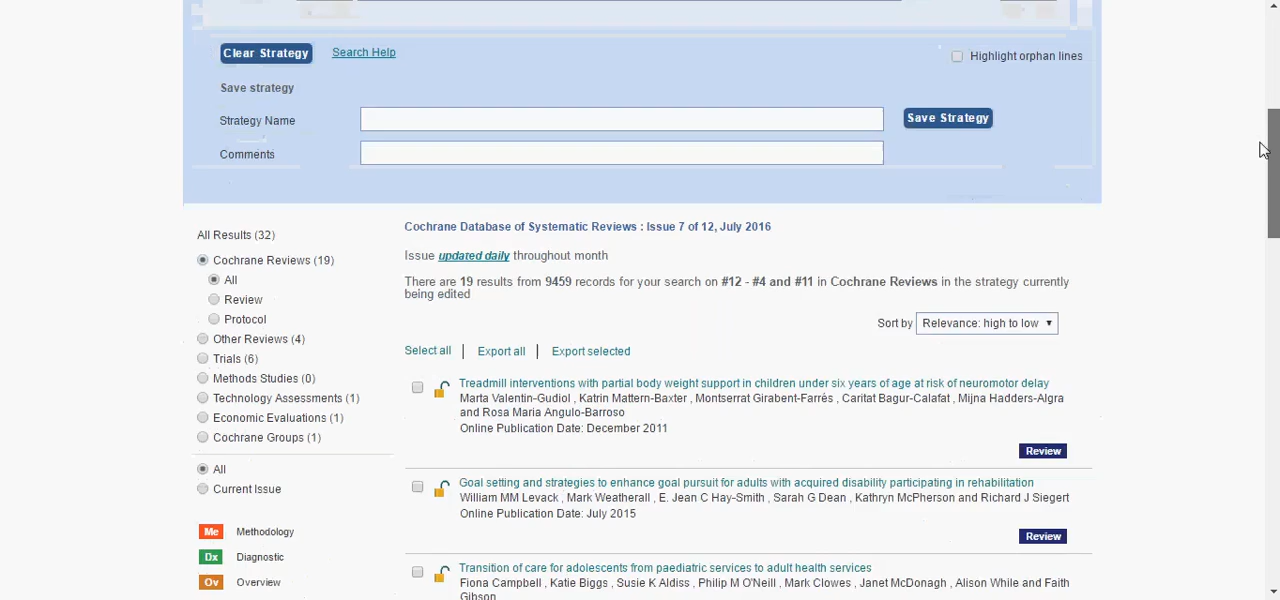 Clear Strategy Search Help Highlight orphan lines
Save strategy
Strategy Name Save Strategy
Comments
All Results (32)
Cochrane Reviews (19)
All
Review
Protocol
Other Reviews (4)
Trials (6)
Methods Studies (0)
Technology Assessments (1)
Economic Evaluations (1)
Cochrane Groups (1)
All
Current Issue
Me Methodology
Dx Diagnostic
Ov Overview
Cochrane Database of Systematic Reviews : Issue 7 of 12, July 2016
Issue updated daily throughout month
There are 19 results from 9459 records for your search on #12 - #4 and #11 in Cochrane Reviews in the strategy currently
being edited
Sort by Relevance: high to low
Select all | Export all | Export selected
Treadmill interventions with partial body weight support in children under six years of age at risk of neuromotor delay
Marta Valentin-Gudiol , Katrin Mattern-Baxter , Montserrat Girabent-Farrés , Caritat Bagur-Calafat , Mijna Hadders-Algra
and Rosa Maria Angulo-Barroso
Online Publication Date: December 2011
Review
Goal setting and strategies to enhance goal pursuit for adults with acquired disability participating in rehabilitation
William MM Levack , Mark Weatherall , E. Jean C Hay-Smith , Sarah G Dean , Kathryn McPherson and Richard J Siegert
Online Publication Date: July 2015
Review
Transition of care for adolescents from paediatric services to adult health services
Fiona Campbell , Katie Biggs , Susie K Aldiss , Philip M O'Neill , Mark Clowes , Janet McDonagh , Alison While and Faith
Gibson